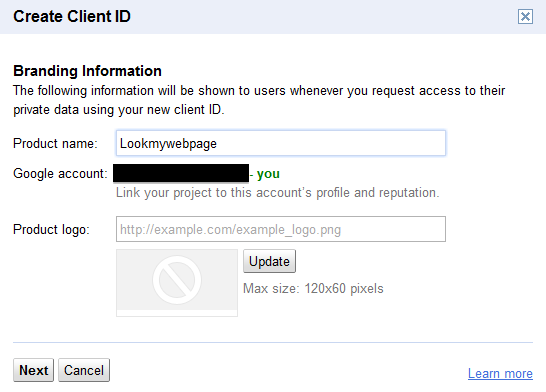 Create Client ID
Branding Information
The following information will be shown to users whenever you request access to their
private data using your new client ID.
Product name: Lookmywebpage
Google account: - you
Link your project to this account's profile and reputation.
Product logo: http://example.com/example_logo.png
Update
Max size: 120x60 pixels
Next Cancel Learn more